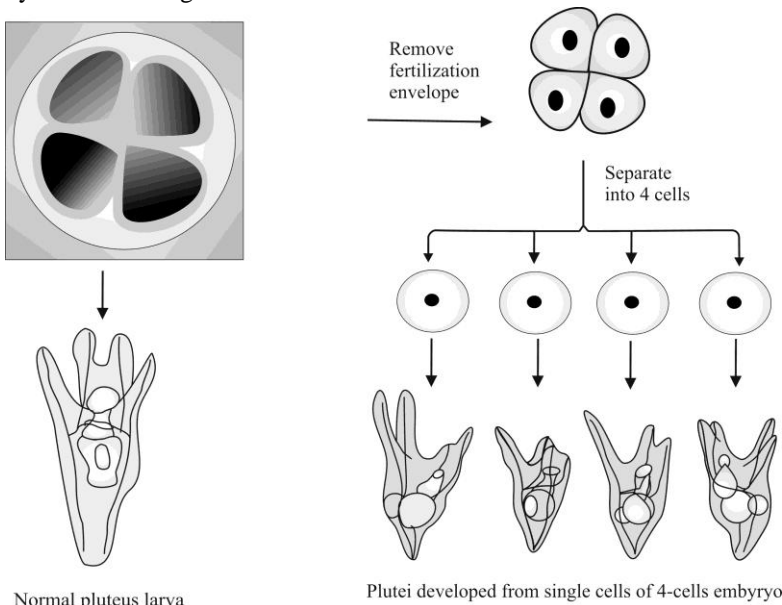 Remove
fertilization
envelope
Separate
into 4 cells
Normal pluteus larva
Plutei developed from single cells of 4-cells embyryo